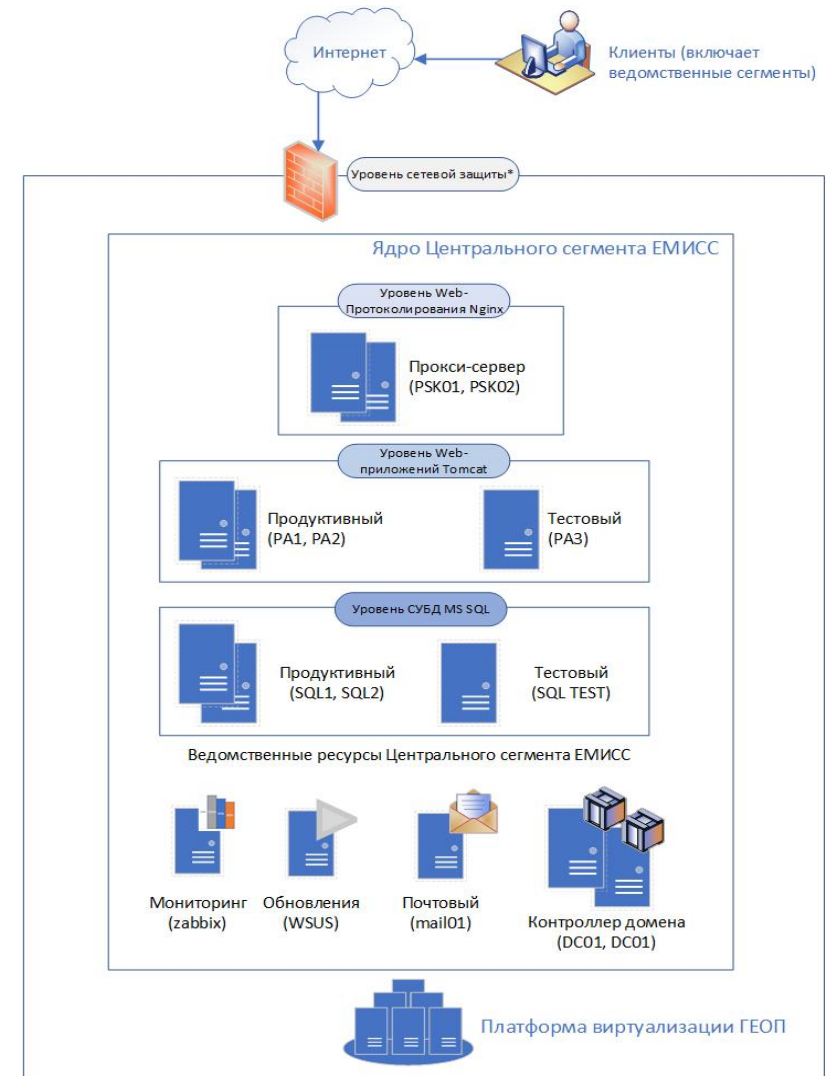 Интернет
Клиенты (включает
ведомственные сегменты)
Уровень сетевой защиты*
Ядро Центрального сегмента ЕМИСС
Уровень Web-
Протоколирования Nginx
Прокси-сервер
(PSK01, PSK02)
Уровень Web-
приложений Tomcat
Продуктивный
(PA1, PA2)
Тестовый
(PA3)
Уровень СУБД MS SQL
Продуктивный
(SQL1, SQL2)
Тестовый
(SQL TEST)
Ведомственные ресурсы Центрального сегмента ЕМИСС
Мониторинг
(zabbix)
Обновления
(WSUS)
Почтовый
(mail01)
Контроллер домена
(DC01, DC01)
Платформа виртуализации ГЕОП